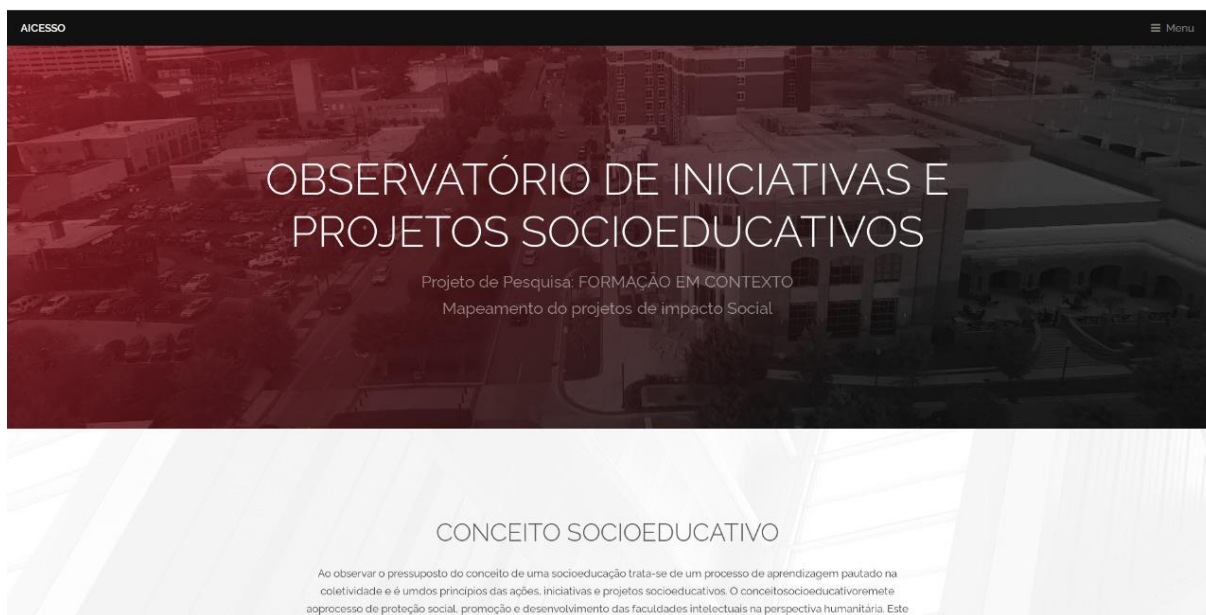 AICESSO
☰ Menu
OBSERVATÓRIO DE INICIATIVAS E
PROJETOS SOCIOEDUCATIVOS
Projeto de Pesquisa: FORMAÇÃO EM CONTEXTO
Mapeamento do projetos de impacto Social
CONCEITO SOCIOEDUCATIVO
Ao observar o pressuposto do conceito de uma socioeducação trata-se de um processo de aprendizagem pautado na
coletividade e é umdos princípios das ações, iniciativas e projetos socioeducativos. O conceitosocioeducativoremete
aoprocesso de proteção social, promoção e desenvolvimento das faculdades intelectuais na perspectiva humanitária. Este